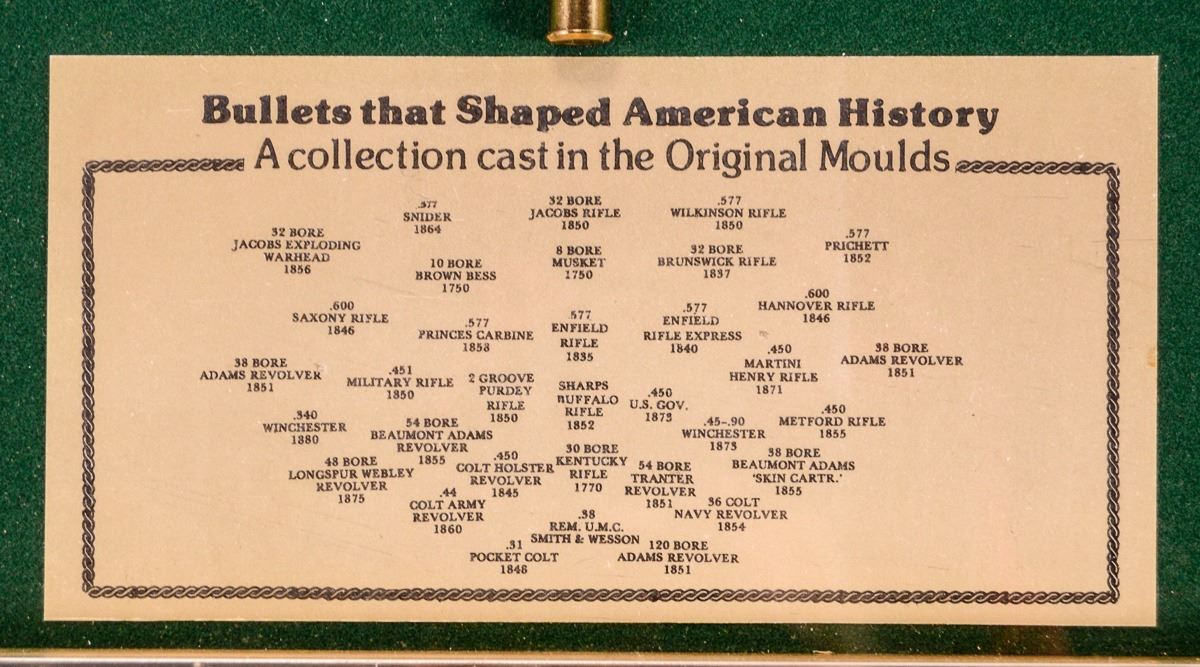 Bullets that Shaped American History
A collection cast in the Original Moulds
.577
SNIDER
1864
32 BORE
JACOBS RIFLE
1850
.577
WILKINSON RIFLE
1850
32 BORE
JACOBS EXPLODING
WARHEAD
1856
10 BORE
BROWN BESS
1750
8 BORE
MUSKET
1750
32 BORE
BRUNSWICK RIFLE
1837
.577
PRICHETT
1852
.600
SAXONY RIFLE
1846
.577
PRINCES CARBINE
1858
.577
ENFIELD
RIFLE
1835
.577
ENFIELD
RIFLE EXPRESS
1840
.600
HANNOVER RIFLE
1846
38 BORE
ADAMS REVOLVER
1851
.451
MILITARY RIFLE
1850
2 GROOVE
PURDEY
RIFLE
1850
SHARPS
BUFFALO
RIFLE
1852
.450
U.S. GOV.
1873
.450
MARTINI
HENRY RIFLE
1871
38 BORE
ADAMS REVOLVER
1851
.340
WINCHESTER
1880
54 BORE
BEAUMONT ADAMS
REVOLVER
1855
.45-.90
WINCHESTER
1873
.450
METFORD RIFLE
1855
48 BORE
LONGSPUR WEBLEY
REVOLVER
1875
.450
COLT HOLSTER
REVOLVER
1845
30 BORE
KENTUCKY
RIFLE
1770
54 BORE
TRANTER
REVOLVER
1851
38 BORE
BEAUMONT ADAMS
'SKIN CARTR.'
1855
.44
COLT ARMY
REVOLVER
1860
36 COLT
NAVY REVOLVER
1854
.38
REM. U.M.C.
SMITH & WESSON
.31
POCKET COLT
1848
120 BORE
ADAMS REVOLVER
1851